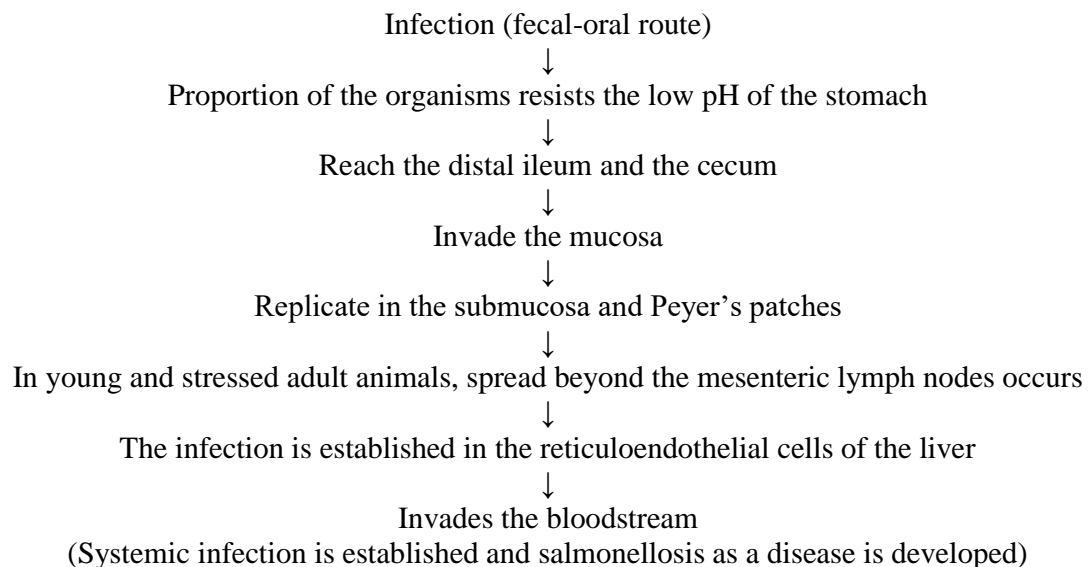 Infection (fecal-oral route)
↓
Proportion of the organisms resists the low pH of the stomach
↓
Reach the distal ileum and the cecum
↓
Invade the mucosa
↓
Replicate in the submucosa and Peyer’s patches
↓
In young and stressed adult animals, spread beyond the mesenteric lymph nodes occurs
↓
The infection is established in the reticuloendothelial cells of the liver
↓
Invades the bloodstream
(Systemic infection is established and salmonellosis as a disease is developed)